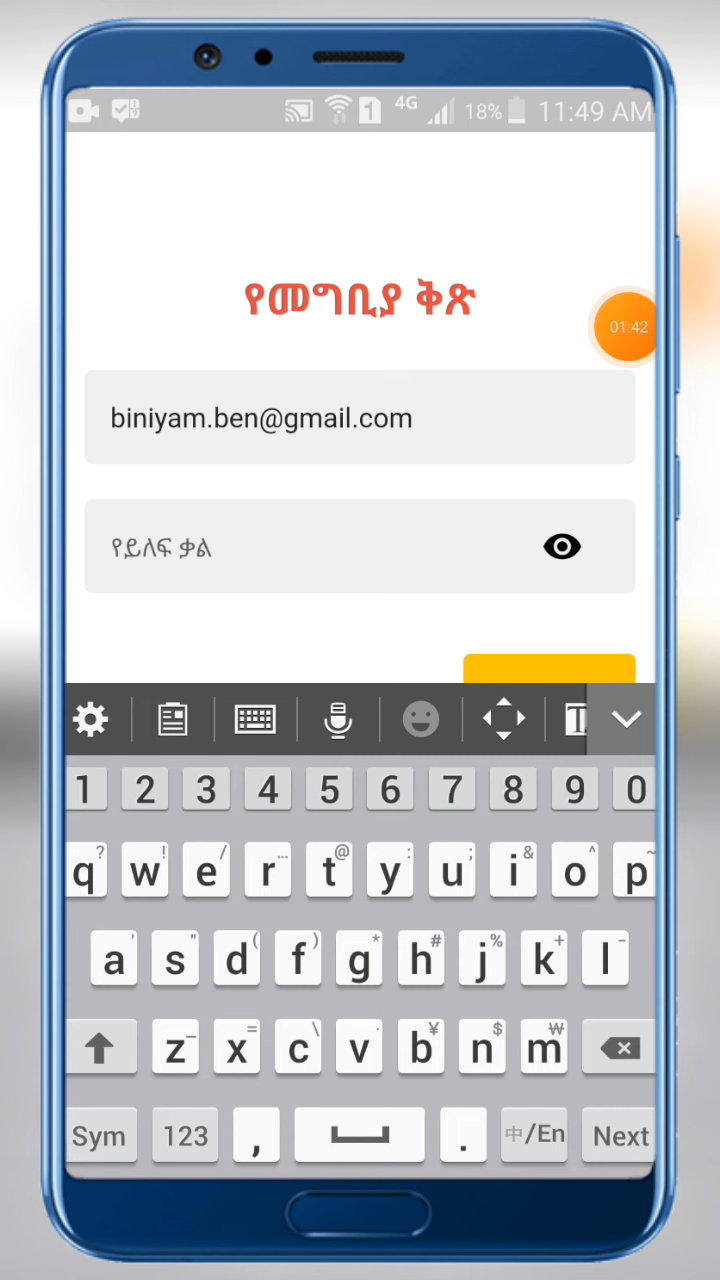 4G 18% 11:49 AM
የመግቢያ ቅጽ
01:42
biniyam.ben@gmail.com
የይለፍ ቃል
1 2 3 4 5 6 7 8 9 0
? ! / ... @ : ; & ^ ~
q w e r t y u i o p
' " ( ) * # % + -
a s d f g h j k l
_ = \ · ¥ $ ₩
z x c v b n m
Sym 123 , . 中/En Next